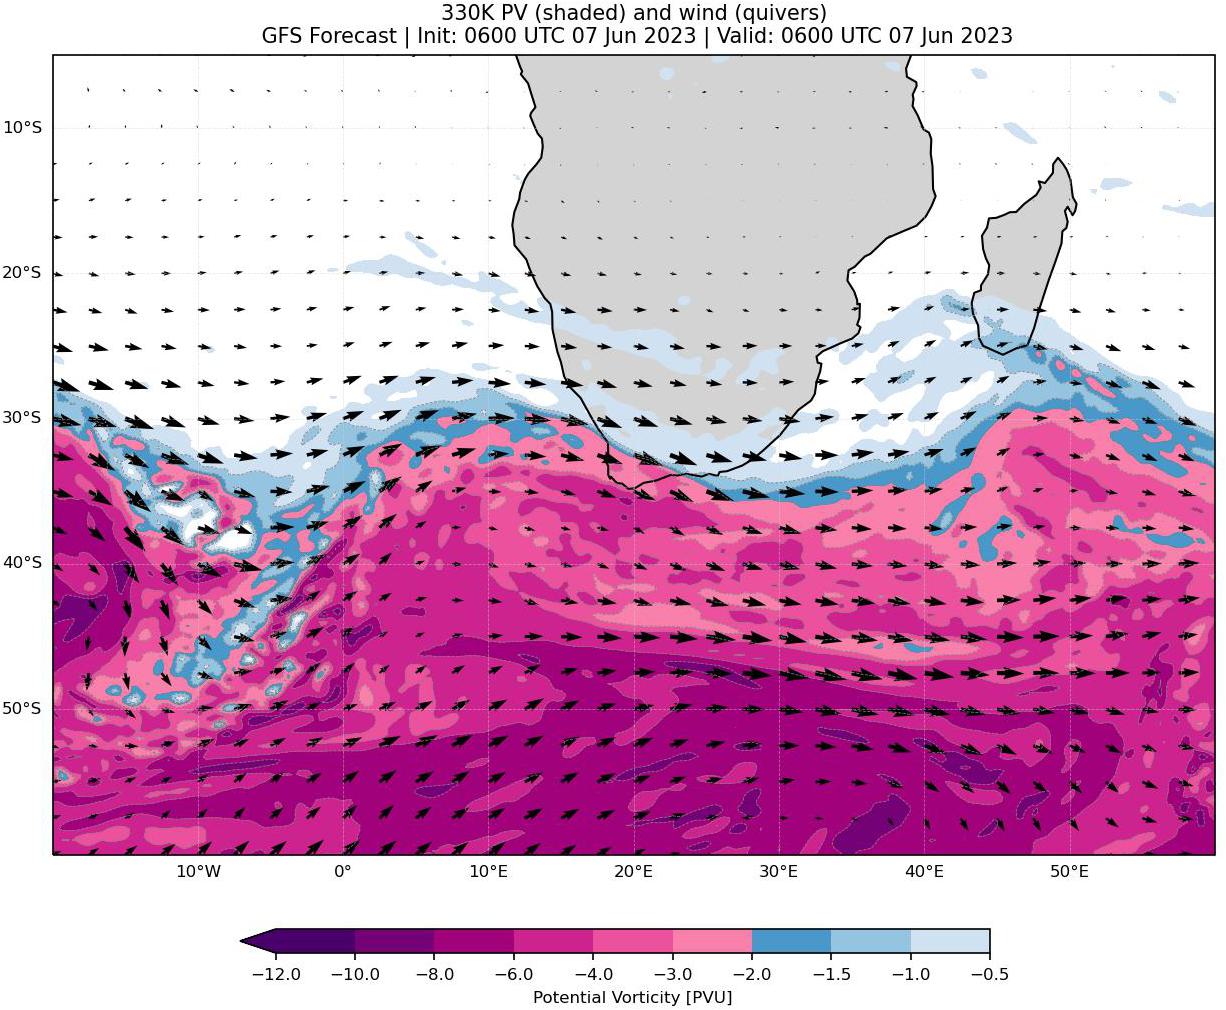 330K PV (shaded) and wind (quivers)
GFS Forecast | Init: 0600 UTC 07 Jun 2023 | Valid: 0600 UTC 07 Jun 2023
10°S
20°S
30°S
40°S
50°S
10°W 0° 10°E 20°E 30°E 40°E 50°E
−12.0 −10.0 −8.0 −6.0 −4.0 −3.0 −2.0 −1.5 −1.0 −0.5
Potential Vorticity [PVU]